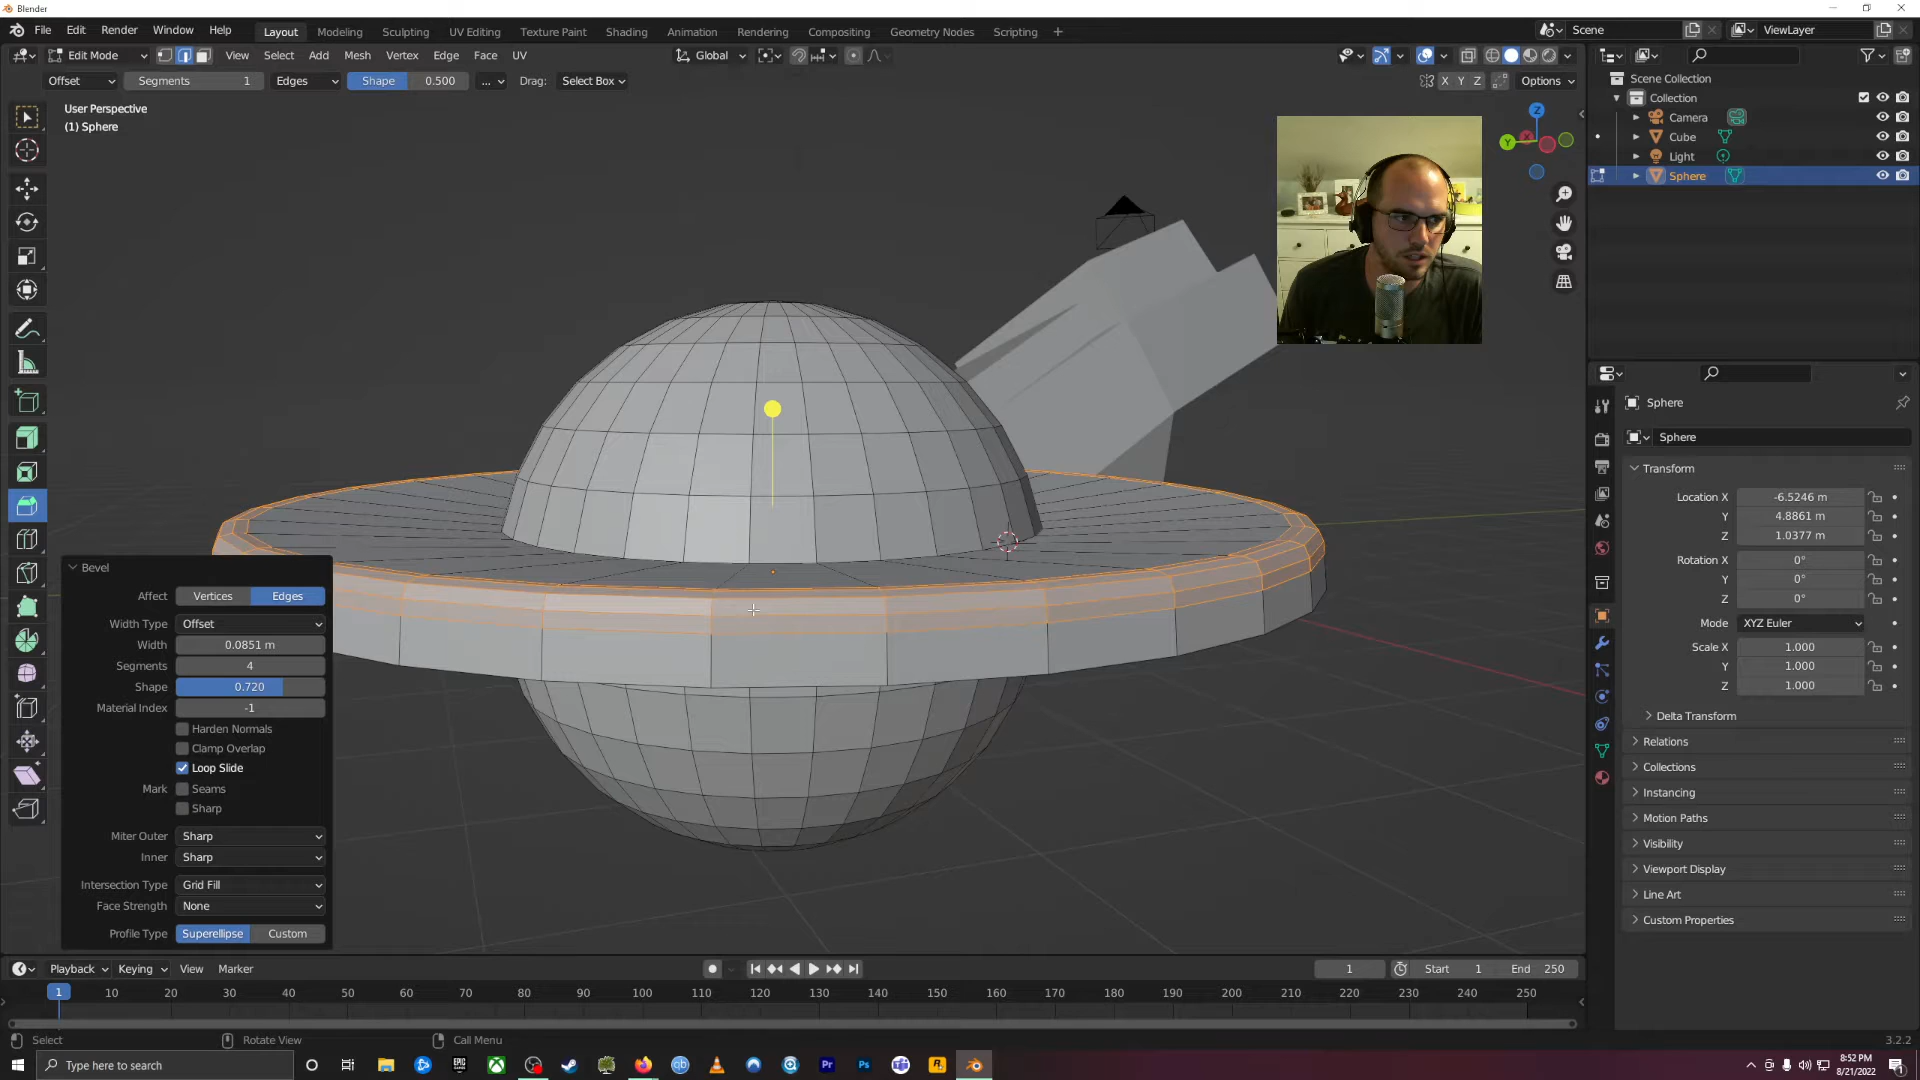 Blender
File Edit Render Window Help Layout Modeling Sculpting UV Editing Texture Paint Shading Animation Rendering Compositing Geometry Nodes Scripting + Scene ViewLayer
Edit Mode View Select Add Mesh Vertex Edge Face UV Global
Offset Segments 1 Edges Shape 0.500 ... Drag: Select Box X Y Z Options
User Perspective
(1) Sphere
Z
Y
X
Scene Collection
Collection
Camera
Cube
Light
Sphere
Sphere
Sphere
Transform
Location X -6.5246 m
Y 4.8861 m
Z 1.0377 m
Rotation X 0°
Y 0°
Z 0°
Mode XYZ Euler
Scale X 1.000
Y 1.000
Z 1.000
Delta Transform
Relations
Collections
Instancing
Motion Paths
Visibility
Viewport Display
Line Art
Custom Properties
Bevel
Affect Vertices Edges
Width Type Offset
Width 0.0851 m
Segments 4
Shape 0.720
Material Index -1
Harden Normals
Clamp Overlap
Loop Slide
Mark Seams
Sharp
Miter Outer Sharp
Inner Sharp
Intersection Type Grid Fill
Face Strength None
Profile Type Superellipse Custom
Playback Keying View Marker 1 Start 1 End 250
1 10 20 30 40 50 60 70 80 90 100 110 120 130 140 150 160 170 180 190 200 210 220 230 240 250
Select Rotate View Call Menu 3.2.2
Type here to search
EPIC
qb
Pr
Ps
R
8:52 PM
8/21/2022
1